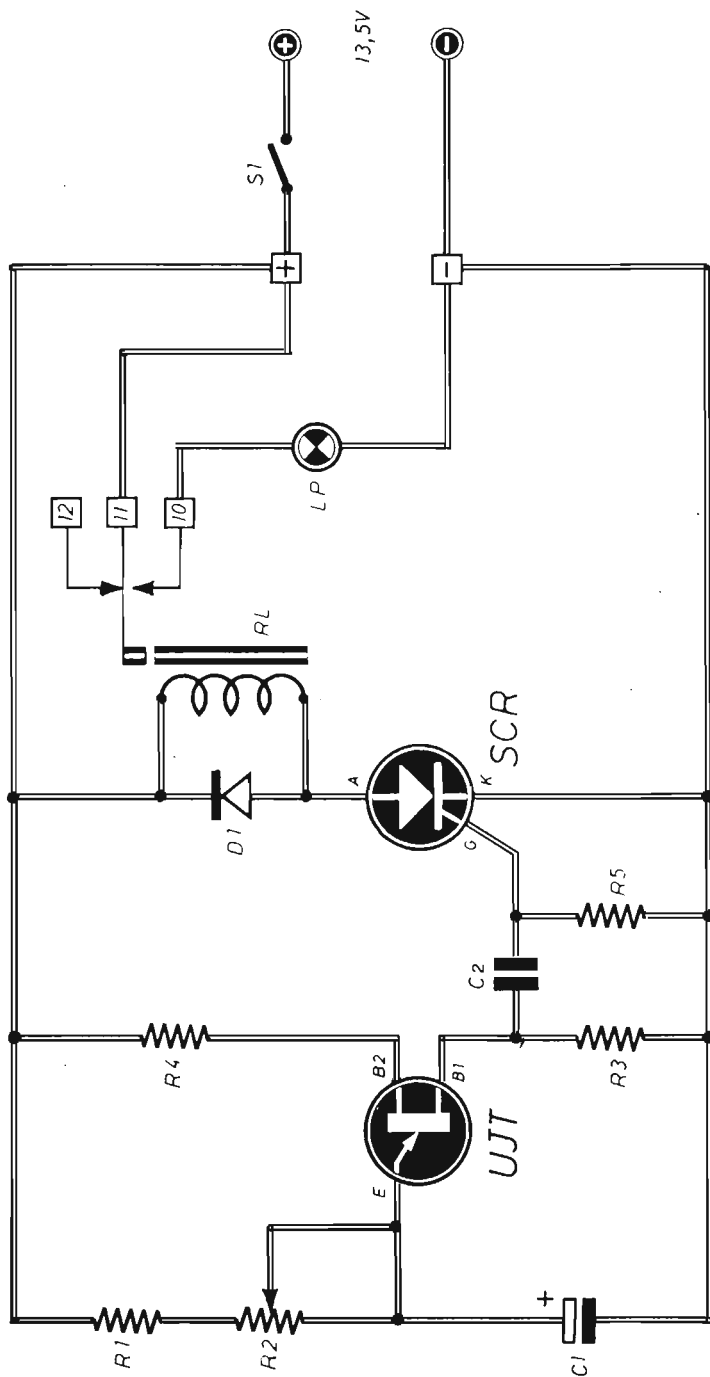 R1
R2
+
C1
R4
E
B2
B1
UJT
R3
C2
R5
D1
RL
A
G
K
SCR
12
11
10
LP
+
-
S1
+
-
13,5V